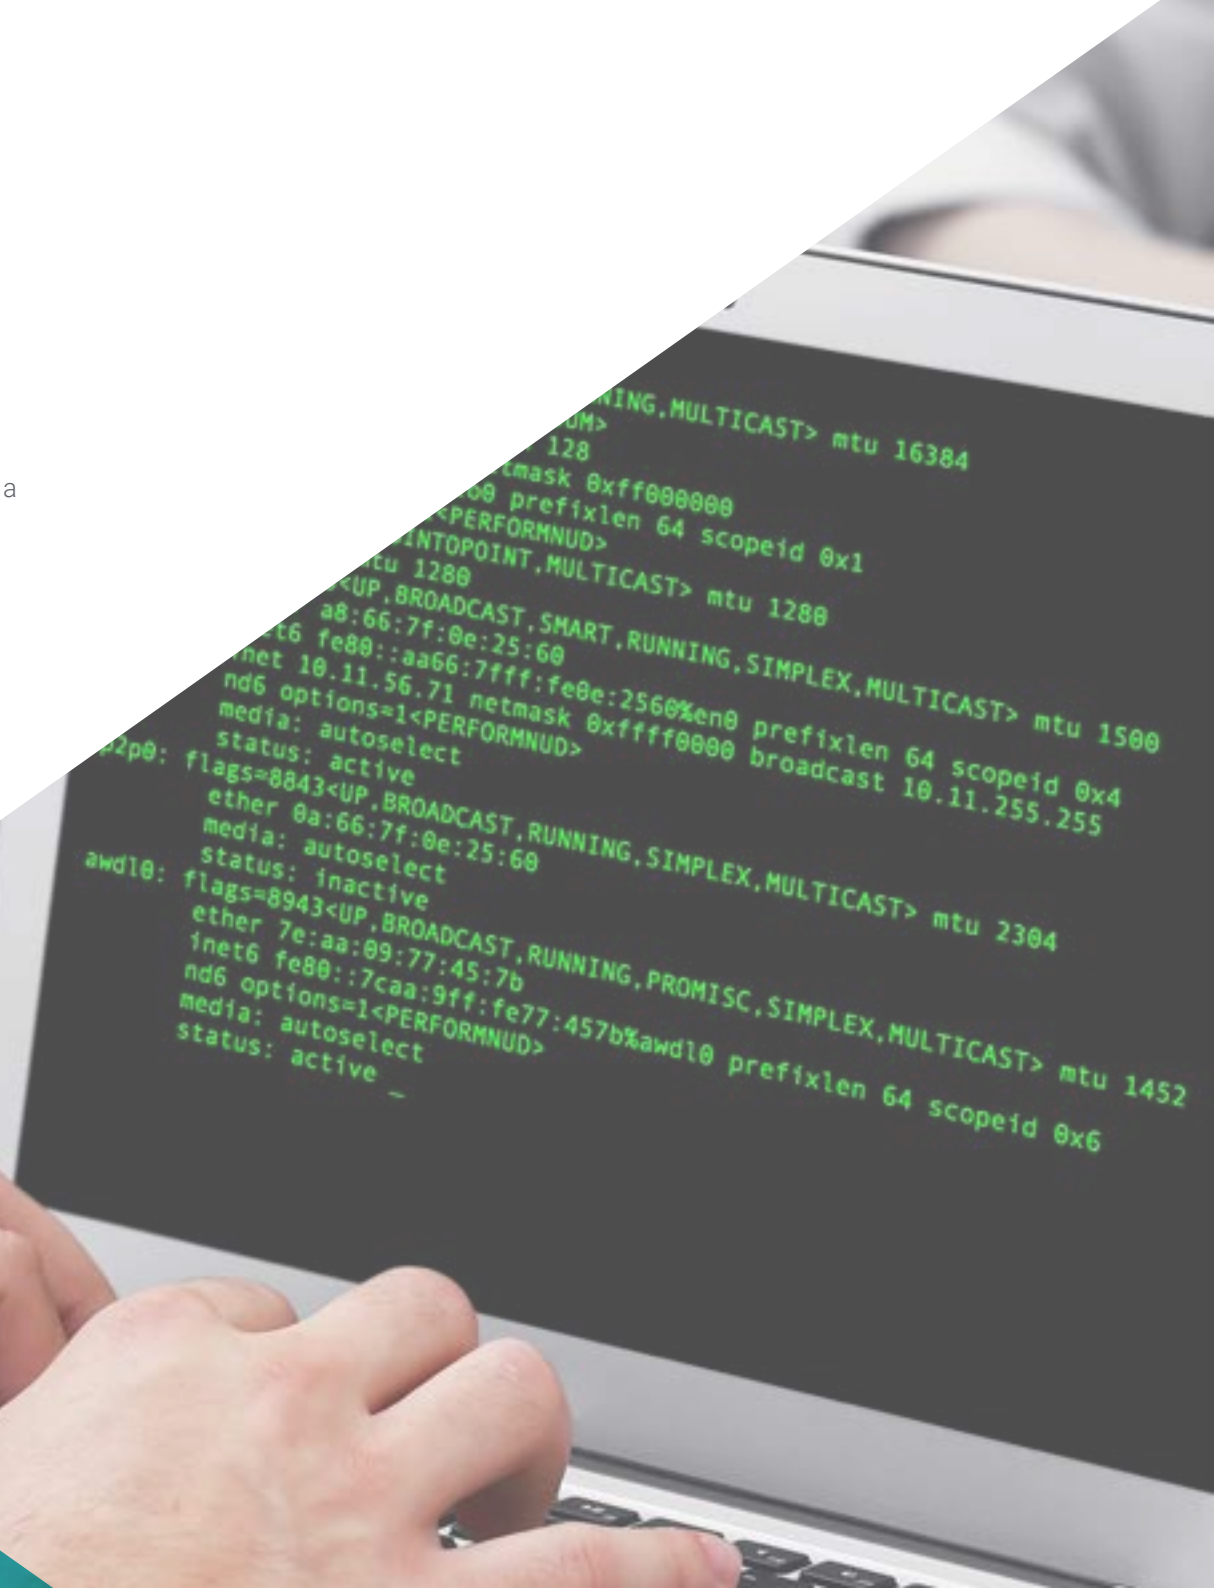 NING,MULTICAST> mtu 16384
UM>
128
tmask 0xff000000
prefixlen 64 scopeid 0x1
<PERFORMNUD>
OINTOPOINT,MULTICAST> mtu 1280
tu 1280
<UP,BROADCAST,SMART,RUNNING,SIMPLEX,MULTICAST> mtu 1500
a8:66:7f:0e:25:60
et6 fe80::aa66:7fff:fe0e:2560%en0 prefixlen 64 scopeid 0x4
inet 10.11.56.71 netmask 0xffff0000 broadcast 10.11.255.255
nd6 options=1<PERFORMNUD>
media: autoselect
status: active
p2p0: flags=8843<UP,BROADCAST,RUNNING,SIMPLEX,MULTICAST> mtu 2304
ether 0a:66:7f:0e:25:60
media: autoselect
status: inactive
awdl0: flags=8943<UP,BROADCAST,RUNNING,PROMISC,SIMPLEX,MULTICAST> mtu 1452
ether 7e:aa:09:77:45:7b
inet6 fe80::7caa:9ff:fe77:457b%awdl0 prefixlen 64 scopeid 0x6
nd6 options=1<PERFORMNUD>
media: autoselect
status: active _
a